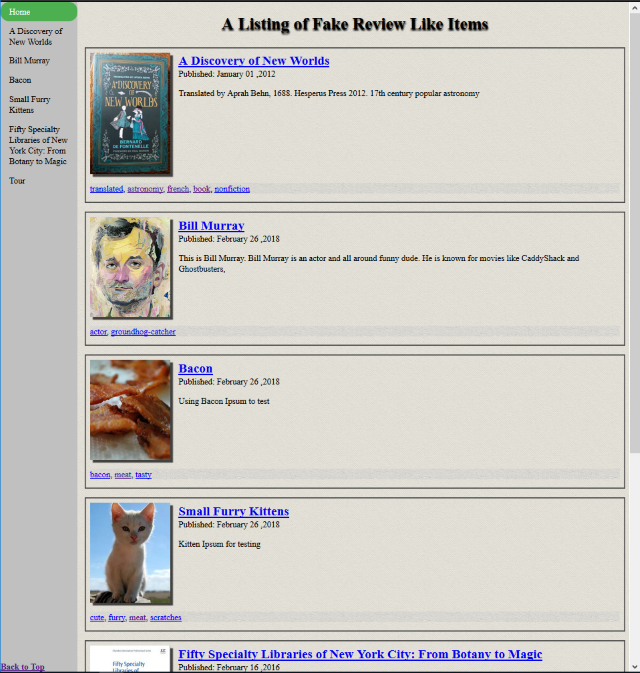 Home
A Discovery of
New Worlds
Bill Murray
Bacon
Small Furry
Kittens
Fifty Specialty
Libraries of New
York City: From
Botany to Magic
Tour
Back to Top
A Listing of Fake Review Like Items
A DISCOVERY
OF
NEW WORLDS
BERNARD
DE FONTENELLE
A Discovery of New Worlds
Published: January 01 ,2012
Translated by Aprah Behn, 1688. Hesperus Press 2012. 17th century popular astronomy
translated, astronomy, french, book, nonfiction
Bill Murray
Published: February 26 ,2018
This is Bill Murray. Bill Murray is an actor and all around funny dude. He is known for movies like CaddyShack and
Ghostbusters,
actor, groundhog-catcher
Bacon
Published: February 26 ,2018
Using Bacon Ipsum to test
bacon, meat, tasty
Small Furry Kittens
Published: February 26 ,2018
Kitten Ipsum for testing
cute, furry, meat, scratches
Fifty Specialty
Libraries of
New York City
Fifty Specialty Libraries of New York City: From Botany to Magic
Published: February 16 ,2016